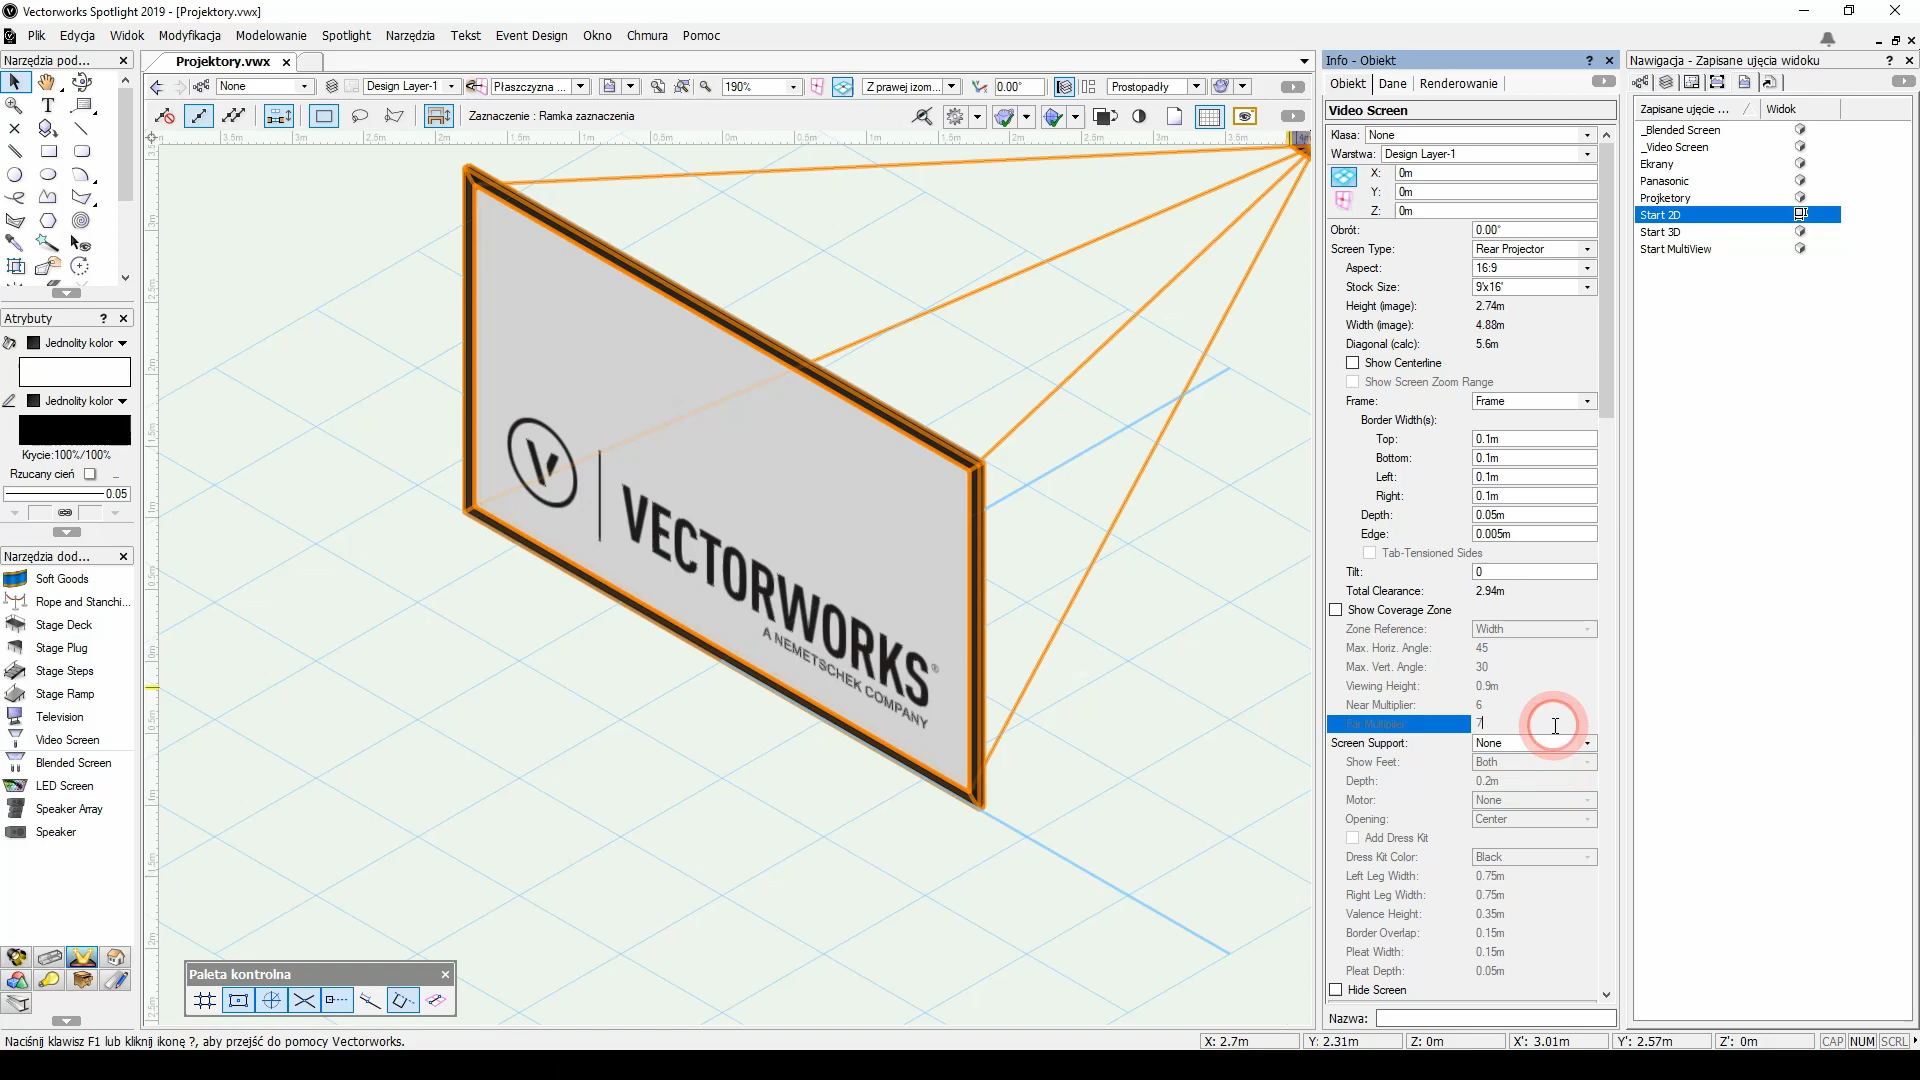 Vectorworks Spotlight 2019 - [Projektory.vwx]
Plik Edycja Widok Modyfikacja Modelowanie Spotlight Narzędzia Tekst Event Design Okno Chmura Pomoc
Narzędzia pod...
Projektory.vwx
None
Design Layer-1
Płaszczyzna ...
190%
Z prawej izom...
0.00°
Prostopadły
Zaznaczenie : Ramka zaznaczenia
Atrybuty
Jednolity kolor
Jednolity kolor
Krycie:100%/100%
Rzucany cień
0.05
Narzędzia dod...
Soft Goods
Rope and Stanchi...
Stage Deck
Stage Plug
Stage Steps
Stage Ramp
Television
Video Screen
Blended Screen
LED Screen
Speaker Array
Speaker
V
VECTORWORKS®
A NEMETSCHEK COMPANY
Paleta kontrolna
Info - Obiekt
Obiekt Dane Renderowanie
Video Screen
Klasa: None
Warstwa: Design Layer-1
X: 0m
Y: 0m
Z: 0m
Obrót: 0.00°
Screen Type: Rear Projector
Aspect: 16:9
Stock Size: 9'x16'
Height (image): 2.74m
Width (image): 4.88m
Diagonal (calc): 5.6m
Show Centerline
Show Screen Zoom Range
Frame: Frame
Border Width(s):
Top: 0.1m
Bottom: 0.1m
Left: 0.1m
Right: 0.1m
Depth: 0.05m
Edge: 0.005m
Tab-Tensioned Sides
Tilt: 0
Total Clearance: 2.94m
Show Coverage Zone
Zone Reference: Width
Max. Horiz. Angle: 45
Max. Vert. Angle: 30
Viewing Height: 0.9m
Near Multiplier: 6
Far Multiplier: 7
Screen Support: None
Show Feet: Both
Depth: 0.2m
Motor: None
Opening: Center
Add Dress Kit
Dress Kit Color: Black
Left Leg Width: 0.75m
Right Leg Width: 0.75m
Valence Height: 0.35m
Border Overlap: 0.15m
Pleat Width: 0.15m
Pleat Depth: 0.05m
Hide Screen
Nazwa:
Nawigacja - Zapisane ujęcia widoku
Zapisane ujęcie ... Widok
_Blended Screen
_Video Screen
Ekrany
Panasonic
Projketory
Start 2D
Start 3D
Start MultiView
Naciśnij klawisz F1 lub kliknij ikonę ?, aby przejść do pomocy Vectorworks.
X: 2.7m Y: 2.31m Z: 0m X': 3.01m Y': 2.57m Z': 0m CAP NUM SCRL